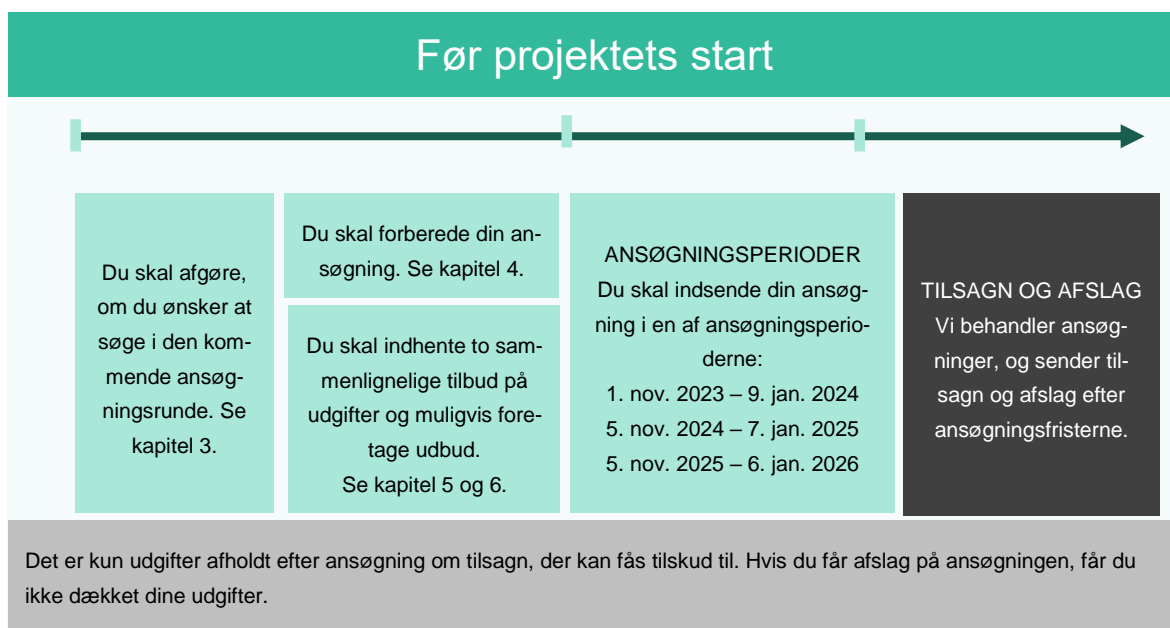 Før projektets start
Du skal afgøre,
om du ønsker at
søge i den kom-
mende ansøg-
ningsrunde. Se
kapitel 3.
Du skal forberede din an-
søgning. Se kapitel 4.
Du skal indhente to sam-
menlignelige tilbud på
udgifter og muligvis fore-
tage udbud.
Se kapitel 5 og 6.
ANSØGNINGSPERIODER
Du skal indsende din ansøg-
ning i en af ansøgningsperio-
derne:
1. nov. 2023 – 9. jan. 2024
5. nov. 2024 – 7. jan. 2025
5. nov. 2025 – 6. jan. 2026
TILSAGN OG AFSLAG
Vi behandler ansøg-
ninger, og sender til-
sagn og afslag efter
ansøgningsfristerne.
Det er kun udgifter afholdt efter ansøgning om tilsagn, der kan fås tilskud til. Hvis du får afslag på ansøgningen, får du
ikke dækket dine udgifter.